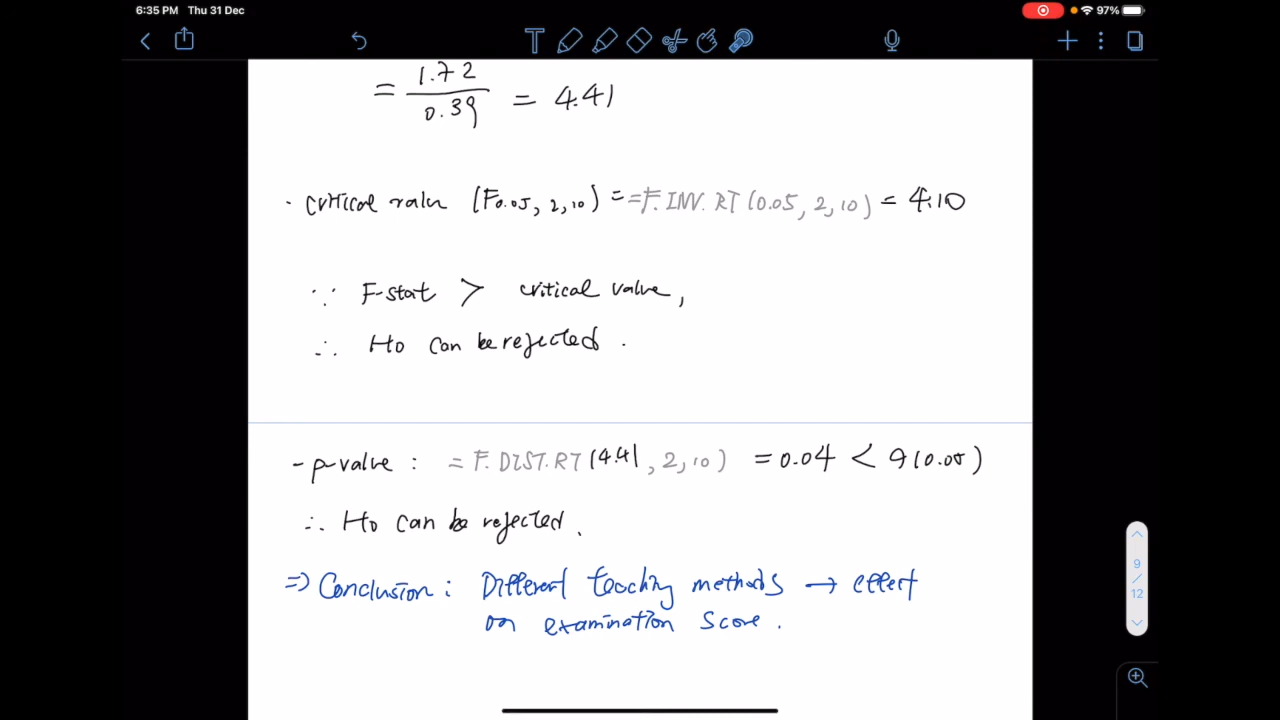 6:35 PM Thu 31 Dec
97%
= 1.72 / 0.39 = 4.41
· critical value (F0.05, 2, 10) = =F.INV.RT(0.05, 2, 10) = 4.10
∵ F-stat > critical value,
∴ Ho can be rejected.
- p-value : = F.DIST.RT(4.41, 2, 10) = 0.04 < α(0.05)
∴ Ho can be rejected.
=> Conclusion : Different teaching methods → effect
on examination score.
9
/
12